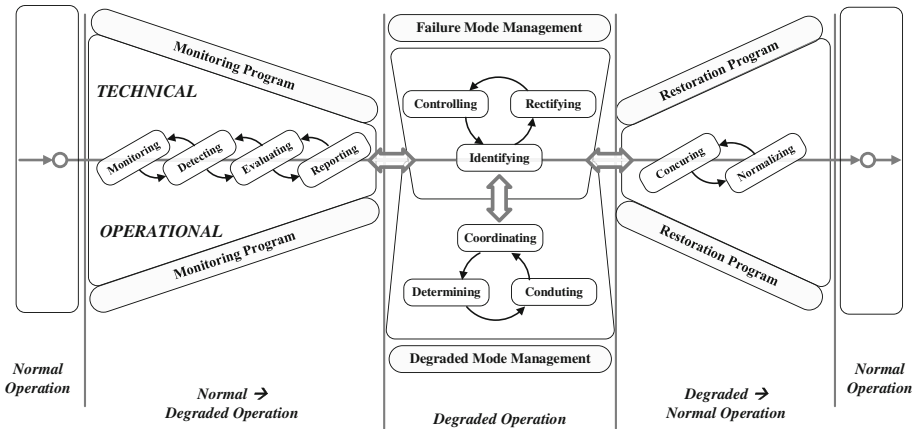 Failure Mode Management
Monitoring Program
Restoration Program
TECHNICAL
Controlling
Rectifying
Monitoring
Detecting
Evaluating
Reporting
Identifying
Concuring
Normalizing
OPERATIONAL
Coordinating
Monitoring Program
Restoration Program
Determining
Conduting
Degraded Mode Management
Normal
Operation
Normal →
Degraded Operation
Degraded Operation
Degraded →
Normal Operation
Normal
Operation